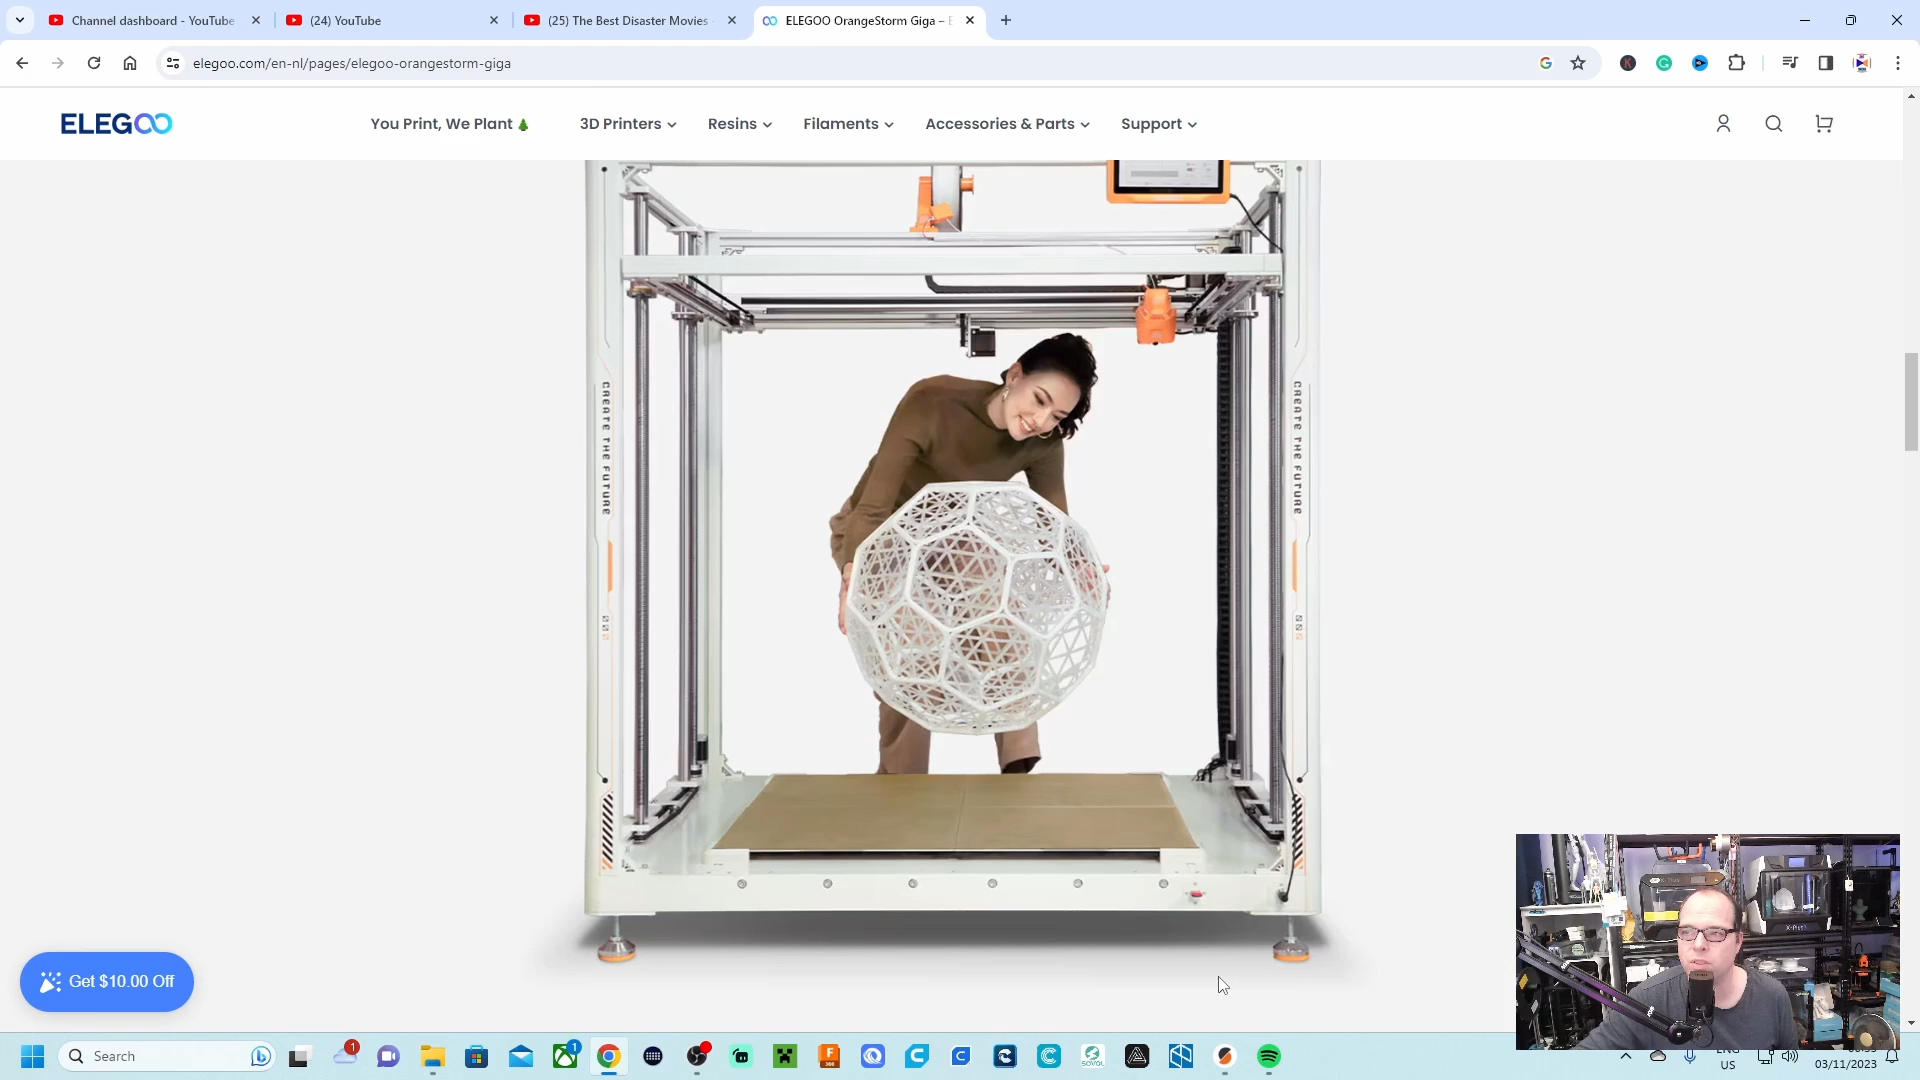 Channel dashboard - YouTube
(24) YouTube
(25) The Best Disaster Movies
ELEGOO OrangeStorm Giga – E
elegoo.com/en-nl/pages/elegoo-orangestorm-giga
ELEGOO
You Print, We Plant
3D Printers
Resins
Filaments
Accessories & Parts
Support
CREATE THE FUTURE
CREATE THE FUTURE
Get $10.00 Off
Search
1
1
ENG
US
03/11/2023